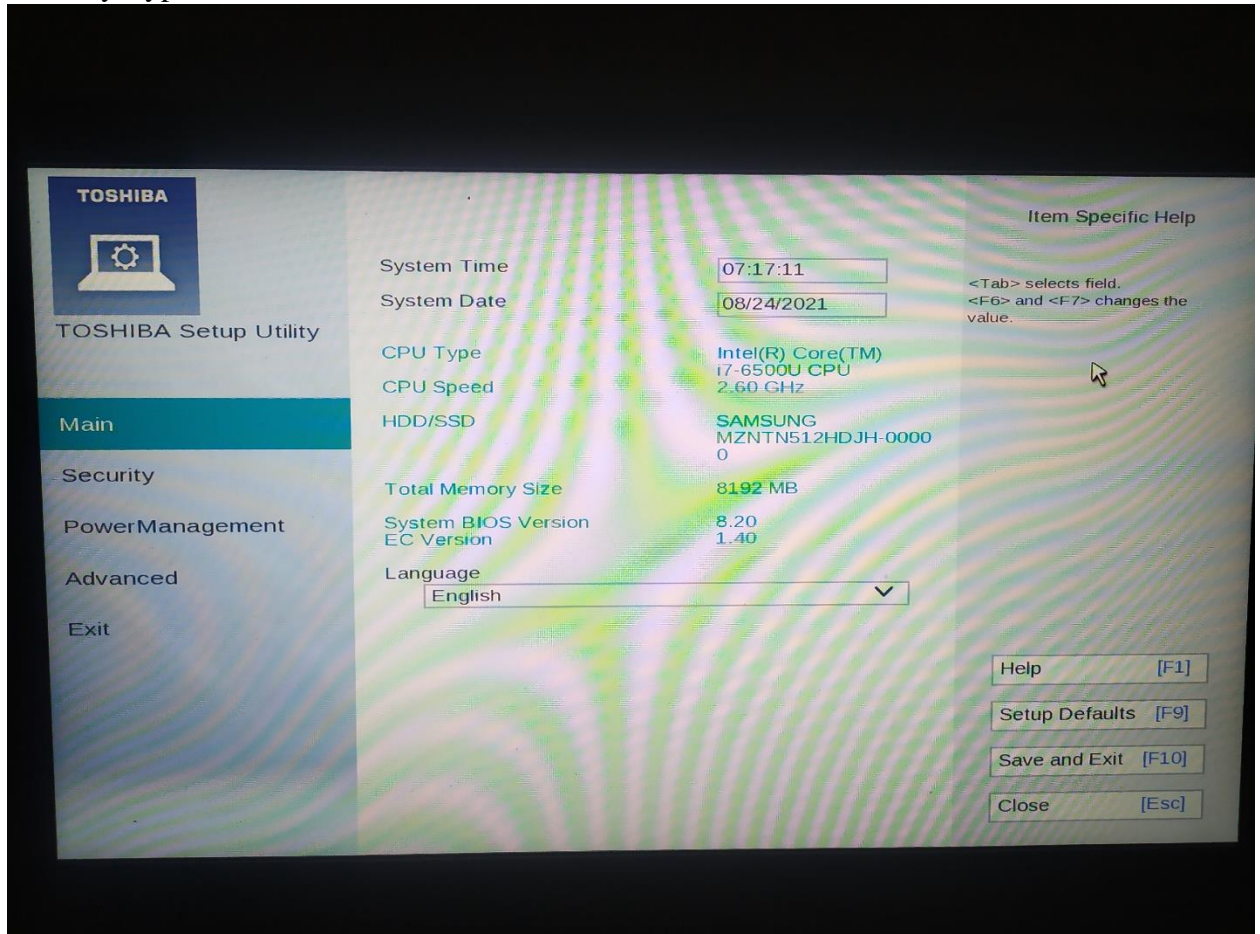 TOSHIBA
TOSHIBA Setup Utility
Main
Security
PowerManagement
Advanced
Exit
System Time 07:17:11
System Date 08/24/2021
CPU Type Intel(R) Core(TM)
i7-6500U CPU
CPU Speed 2.60 GHz
HDD/SSD SAMSUNG
MZNTN512HDJH-0000
0
Total Memory Size 8192 MB
System BIOS Version 8.20
EC Version 1.40
Language
English
Item Specific Help
<Tab> selects field.
<F6> and <F7> changes the
value.
Help [F1]
Setup Defaults [F9]
Save and Exit [F10]
Close [Esc]